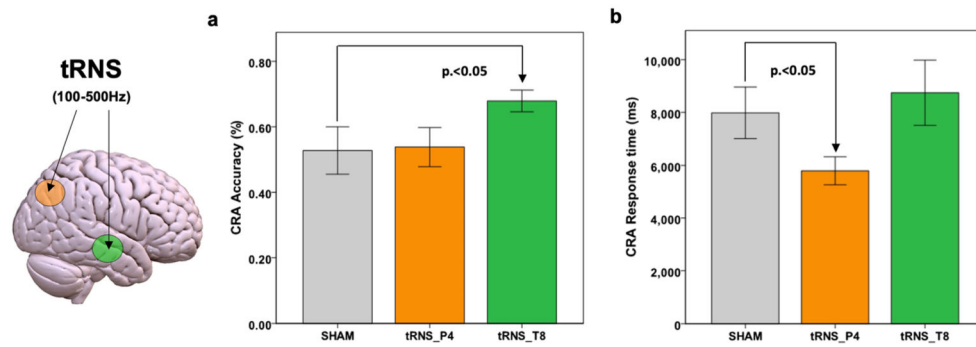 tRNS
(100-500Hz)
a
CRA Accuracy (%)
0.80
0.60
0.40
0.20
0.00
p.<0.05
SHAM
tRNS_P4
tRNS_T8
b
CRA Response time (ms)
10,000
8,000
6,000
4,000
2,000
0
p.<0.05
SHAM
tRNS_P4
tRNS_T8